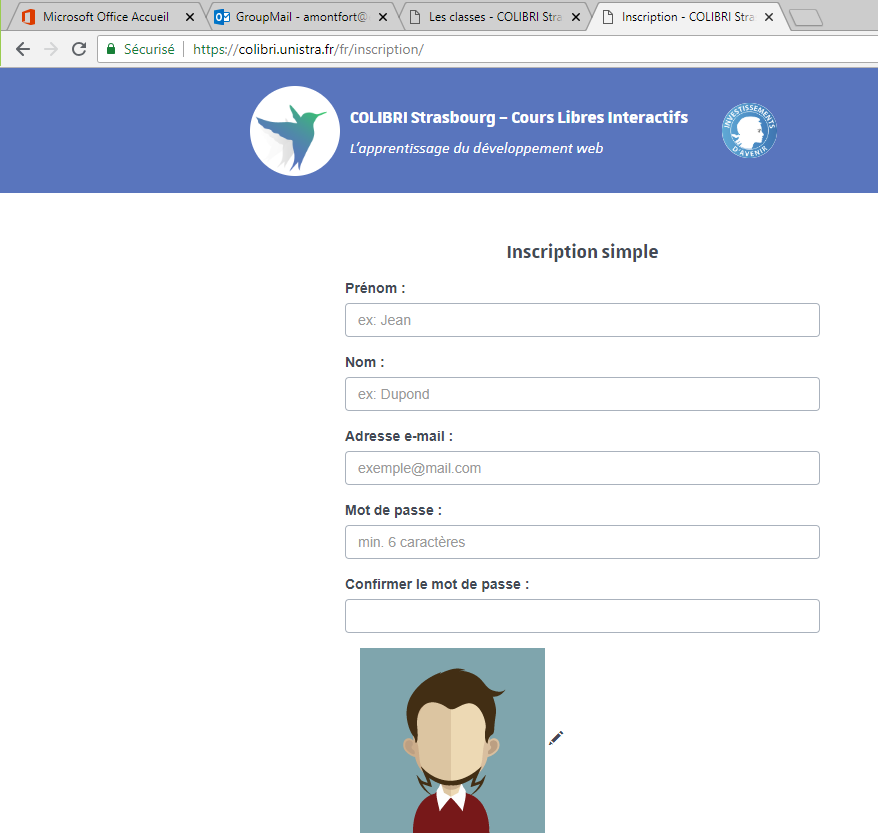 Microsoft Office Accueil
GroupMail - amontfort@
Les classes - COLIBRI Stra
Inscription - COLIBRI Stra
Sécurisé
https://colibri.unistra.fr/fr/inscription/
COLIBRI Strasbourg – Cours Libres Interactifs
L'apprentissage du développement web
INVESTISSEMENTS
D'AVENIR
Inscription simple
Prénom :
ex: Jean
Nom :
ex: Dupond
Adresse e-mail :
exemple@mail.com
Mot de passe :
min. 6 caractères
Confirmer le mot de passe :